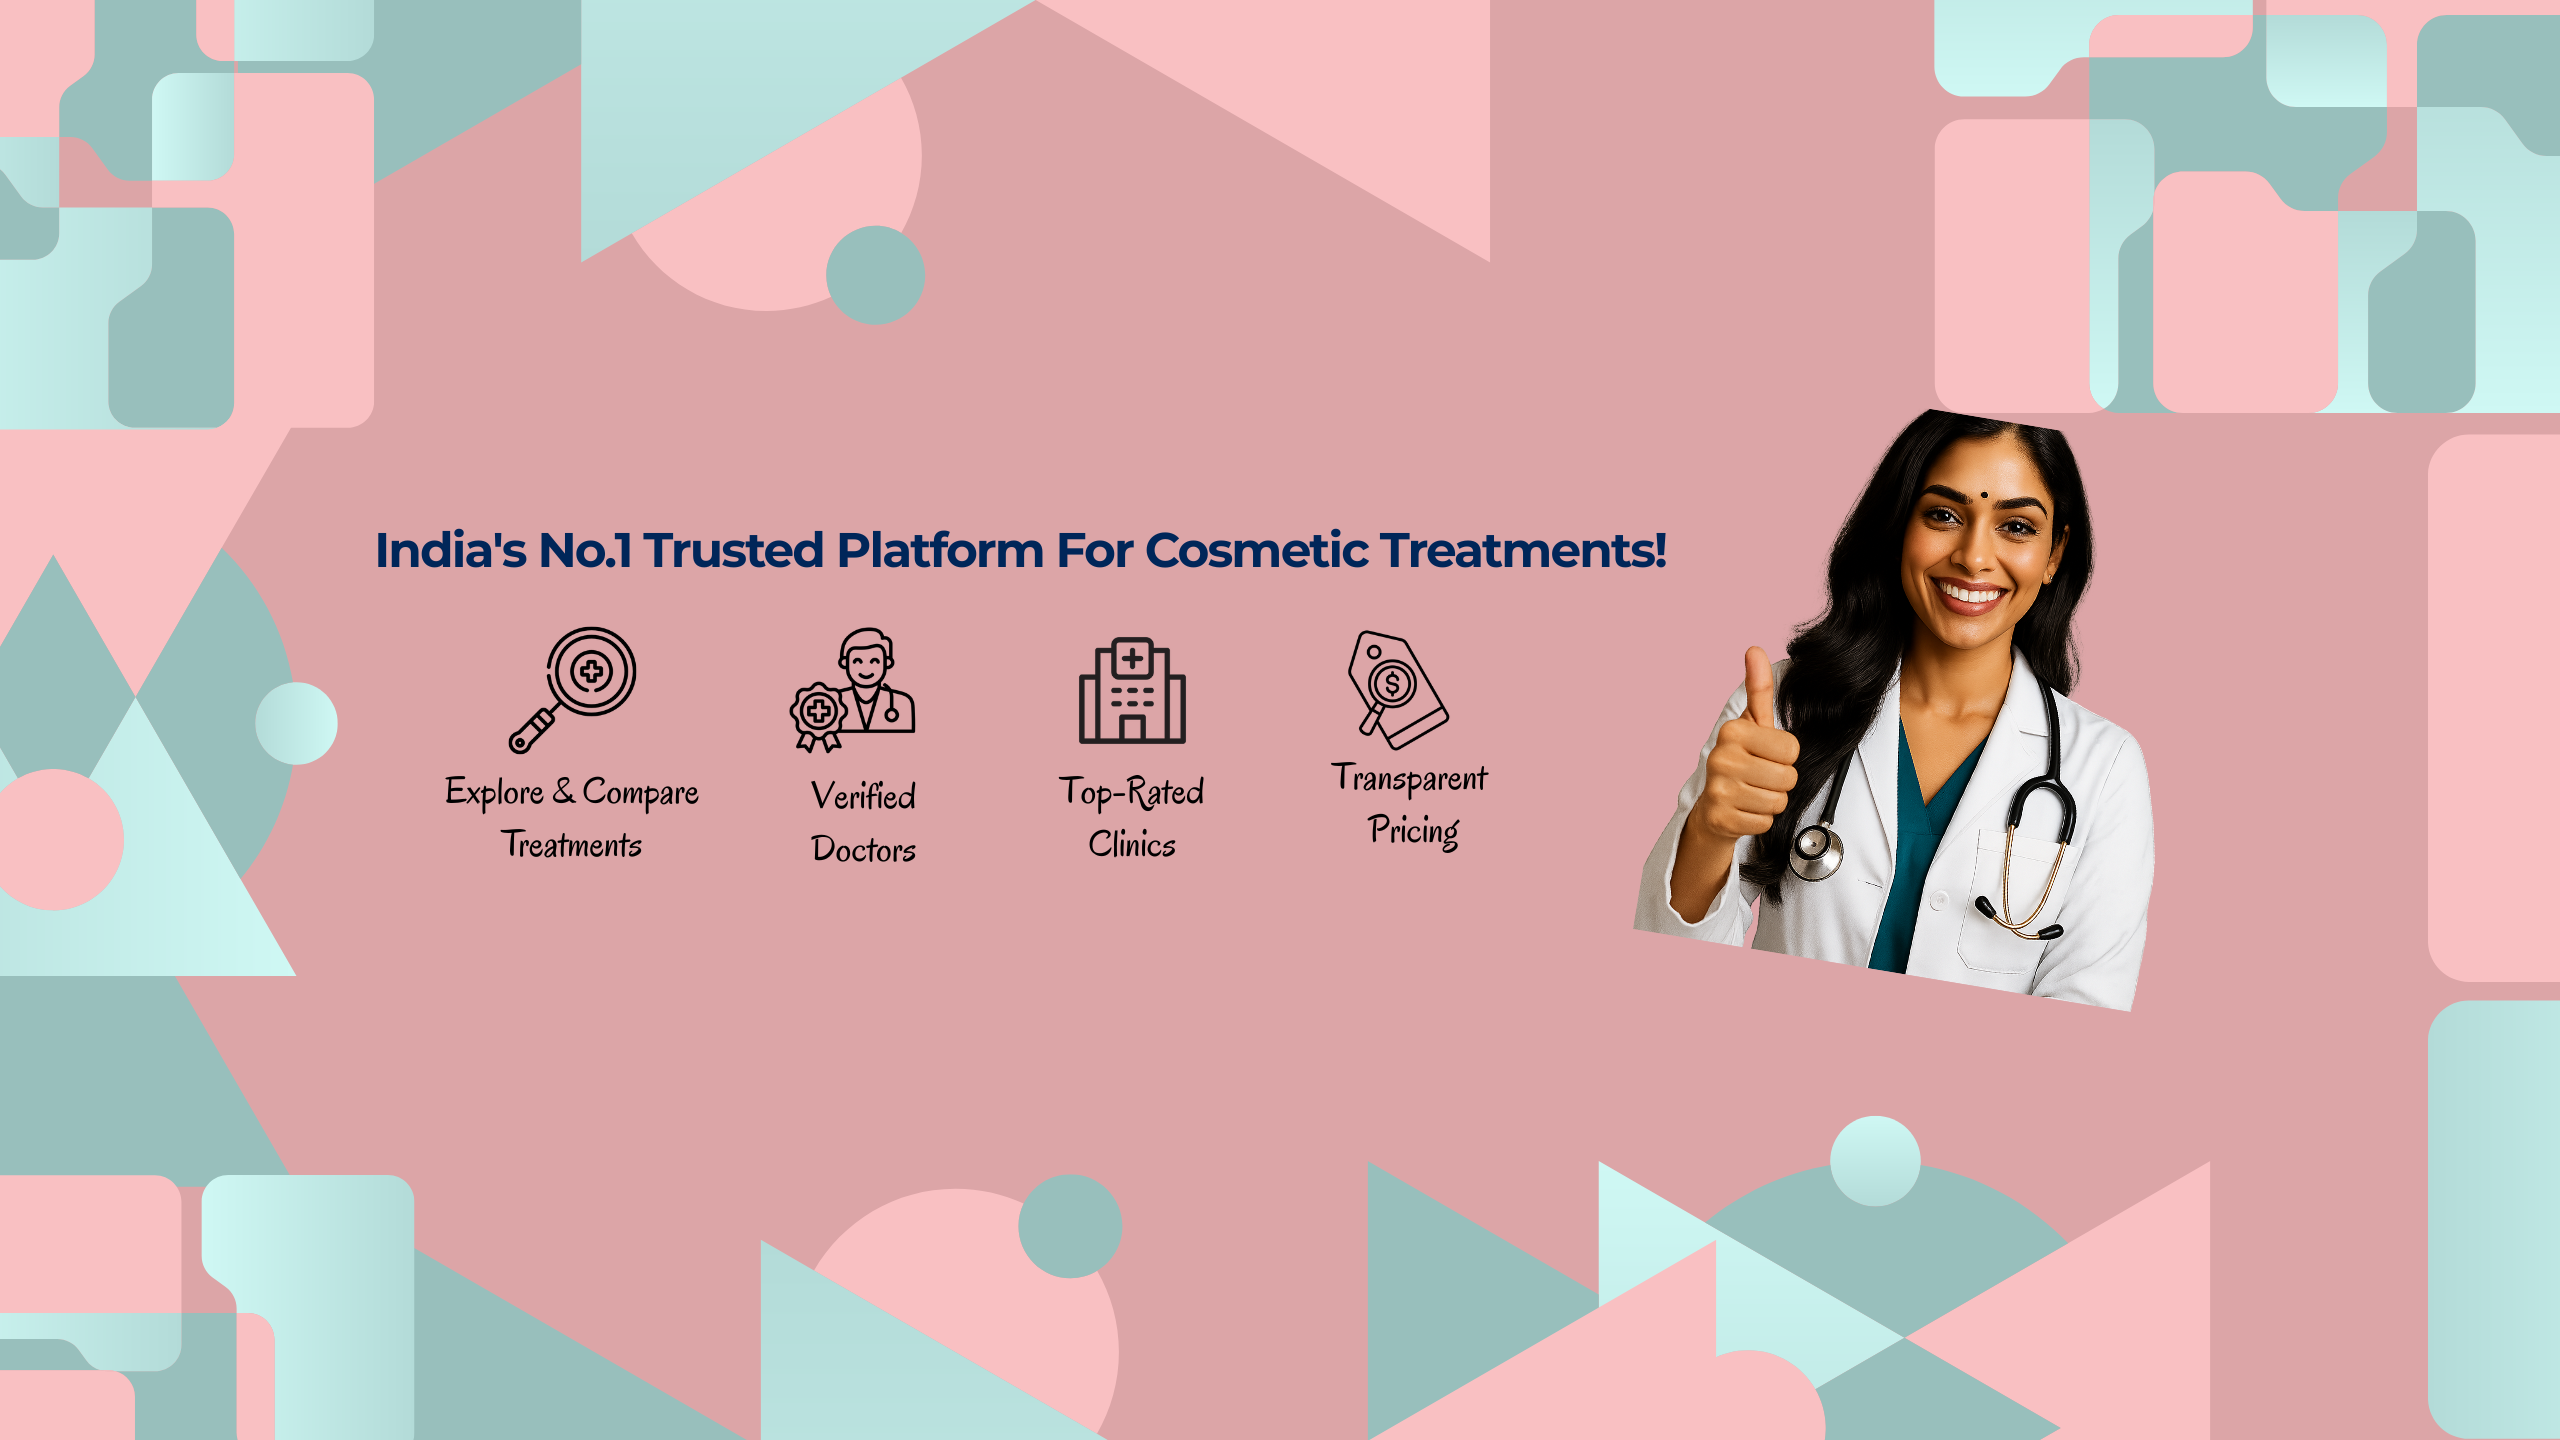 India's No.1 Trusted Platform For Cosmetic Treatments!
Explore & Compare
Treatments
Verified
Doctors
Top-Rated
Clinics
Transparent
Pricing